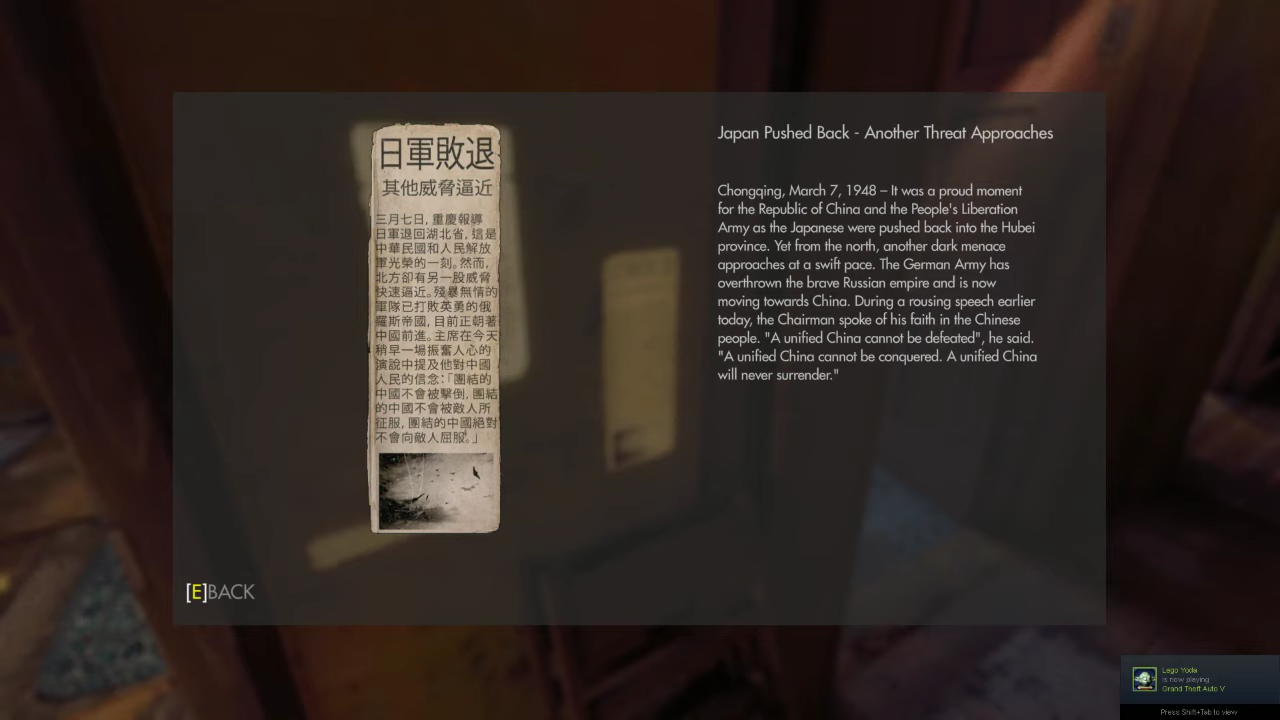 日軍敗退
其他威脅逼近
三月七日，重慶報導
日軍退回湖北省，這是
中華民國和人民解放
軍光榮的一刻。然而，
北方卻有另一股威脅
快速逼近。殘暴無情的
軍隊已打敗英勇的俄
羅斯帝國，目前正朝著
中國前進。主席在今天
稍早一場振奮人心的
演說中提及他對中國
人民的信念：「團結的
中國不會被擊倒，團結
的中國不會被敵人所
征服，團結的中國絕對
不會向敵人屈服。」
Japan Pushed Back - Another Threat Approaches
Chongqing, March 7, 1948 – It was a proud moment
for the Republic of China and the People's Liberation
Army as the Japanese were pushed back into the Hubei
province. Yet from the north, another dark menace
approaches at a swift pace. The German Army has
overthrown the brave Russian empire and is now
moving towards China. During a rousing speech earlier
today, the Chairman spoke of his faith in the Chinese
people. "A unified China cannot be defeated", he said.
"A unified China cannot be conquered. A unified China
will never surrender."
[E]BACK
Lego Yoda
is now playing
Grand Theft Auto V
Press Shift+Tab to view